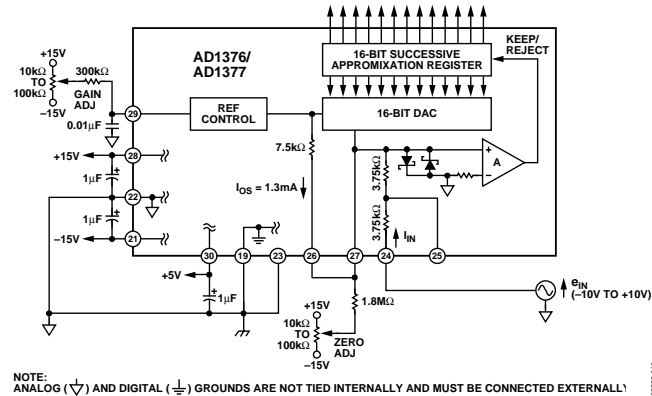 KEEP/
REJECT
+15V
10kΩ
TO
100kΩ
–15V
300kΩ
GAIN
ADJ
0.01µF
AD1376/
AD1377
16-BIT SUCCESSIVE
APPROMIXATION REGISTER
29
REF
CONTROL
16-BIT DAC
7.5kΩ
+15V
28
1µF
+
22
1µF
+
–15V
21
IOS = 1.3mA
3.75kΩ
3.75kΩ
IIN
+
–
A
30
19
23
26
27
24
25
+5V
+
1µF
1.8MΩ
+15V
10kΩ
TO
100kΩ
–15V
ZERO
ADJ
eIN
(–10V TO +10V)
NOTE:
ANALOG ( ) AND DIGITAL ( ) GROUNDS ARE NOT TIED INTERNALLY AND MUST BE CONNECTED EXTERNALLY